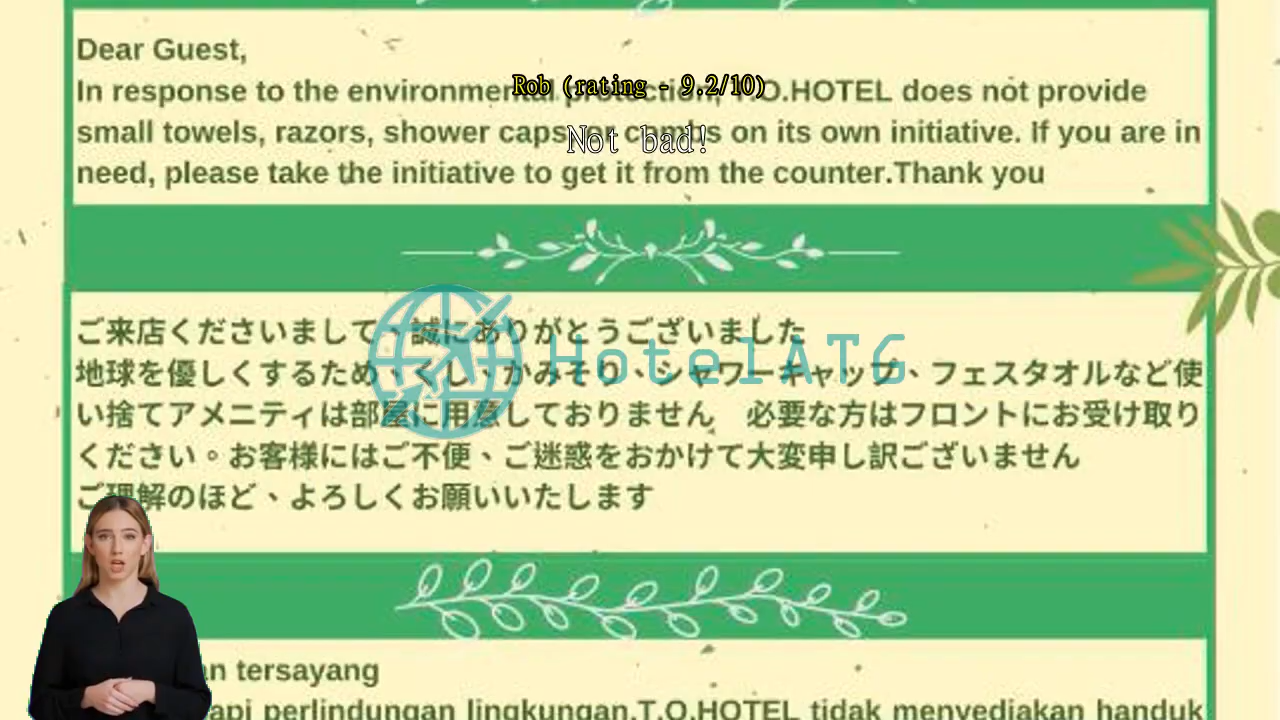 Dear Guest,
Rob (rating - 9.2/10)
In response to the environmental protection, T.O.HOTEL does not provide
small towels, razors, shower caps or combs on its own initiative. If you are in
Not bad!
need, please take the initiative to get it from the counter.Thank you
ご来店くださいまして、誠にありがとうございました
HotelATG
地球を優しくするため、くし、かみそり、シャワーキャップ、フェスタオルなど使
い捨てアメニティは部屋に用意しておりません 必要な方はフロントにお受け取り
ください。お客様にはご不便、ご迷惑をおかけて大変申し訳ございません
ご理解のほど、よろしくお願いいたします
tersayang
perlindungan lingkungan,T.O.HOTEL tidak menyediakan handuk